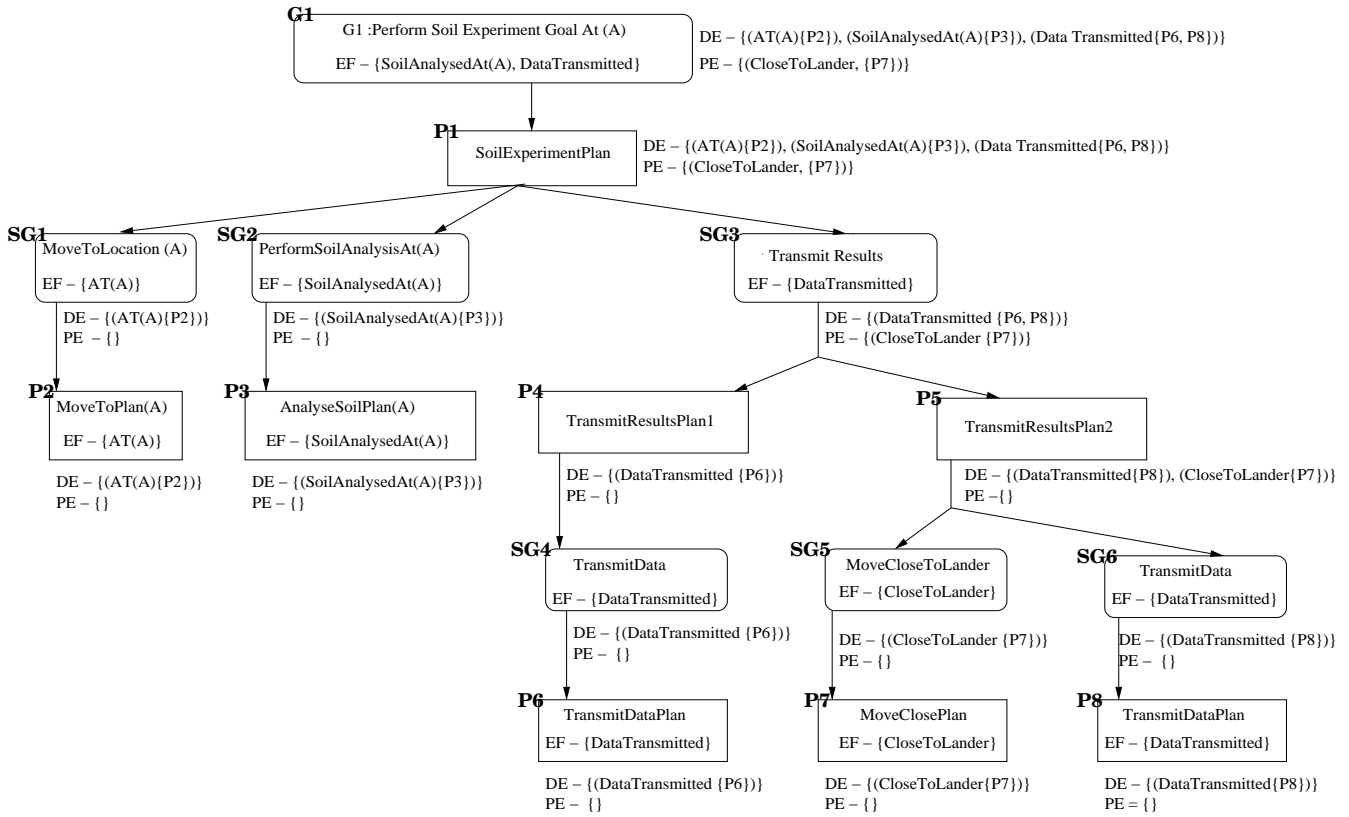 G1
G1 :Perform Soil Experiment Goal At (A)
EF – {SoilAnalysedAt(A), DataTransmitted}
DE – {(AT(A){P2}), (SoilAnalysedAt(A){P3}), (Data Transmitted{P6, P8})}
PE – {(CloseToLander, {P7})}
P1
SoilExperimentPlan
DE – {(AT(A){P2}), (SoilAnalysedAt(A){P3}), (Data Transmitted{P6, P8})}
PE – {(CloseToLander, {P7})}
SG1
MoveToLocation (A)
EF – {AT(A)}
DE – {(AT(A){P2})}
PE – {}
SG2
PerformSoilAnalysisAt(A)
EF – {SoilAnalysedAt(A)}
DE – {(SoilAnalysedAt(A){P3})}
PE – {}
SG3
Transmit Results
EF – {DataTransmitted}
DE – {(DataTransmitted {P6, P8})}
PE – {(CloseToLander {P7})}
P2
MoveToPlan(A)
EF – {AT(A)}
DE – {(AT(A){P2})}
PE – {}
P3
AnalyseSoilPlan(A)
EF – {SoilAnalysedAt(A)}
DE – {(SoilAnalysedAt(A){P3})}
PE – {}
P4
TransmitResultsPlan1
DE – {(DataTransmitted {P6})}
PE – {}
P5
TransmitResultsPlan2
DE – {(DataTransmitted{P8}), (CloseToLander{P7})}
PE –{}
SG4
TransmitData
EF – {DataTransmitted}
DE – {(DataTransmitted {P6})}
PE – {}
SG5
MoveCloseToLander
EF – {CloseToLander}
DE – {(CloseToLander {P7})}
PE – {}
SG6
TransmitData
EF – {DataTransmitted}
DE – {(DataTransmitted {P8})}
PE – {}
P6
TransmitDataPlan
EF – {DataTransmitted}
DE – {(DataTransmitted {P6})}
PE – {}
P7
MoveClosePlan
EF – {CloseToLander}
DE – {(CloseToLander{P7})}
PE – {}
P8
TransmitDataPlan
EF – {DataTransmitted}
DE – {(DataTransmitted{P8})}
PE = {}